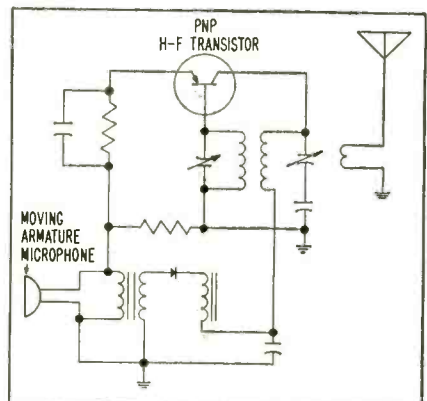 PNP
H-F TRANSISTOR
MOVING
ARMATURE
MICROPHONE